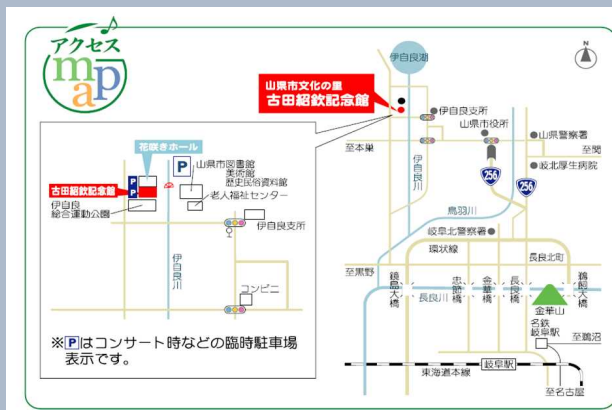 アクセス
map
山県市文化の里
古田紹欽記念館
花咲きホール
P
山県市図書館
美術館
歴史民俗資料館
老人福祉センター
古田紹欽記念館
P
P
伊自良
総合運動公園
伊自良支所
伊自良川
コンビニ
※Pはコンサート時などの臨時駐車場
表示です。
伊自良湖
N
伊自良支所
山県市役所
山県警察署
至本巣
至関
岐北厚生病院
伊自良川
256
256
鳥羽川
岐阜北警察署
環状線
長良北町
至黒野
鏡島大橋
忠節橋
金華橋
長良橋
鵜飼大橋
長良川
金華山
名鉄
岐阜駅
至鵜沼
岐阜駅
東海道本線
至名古屋